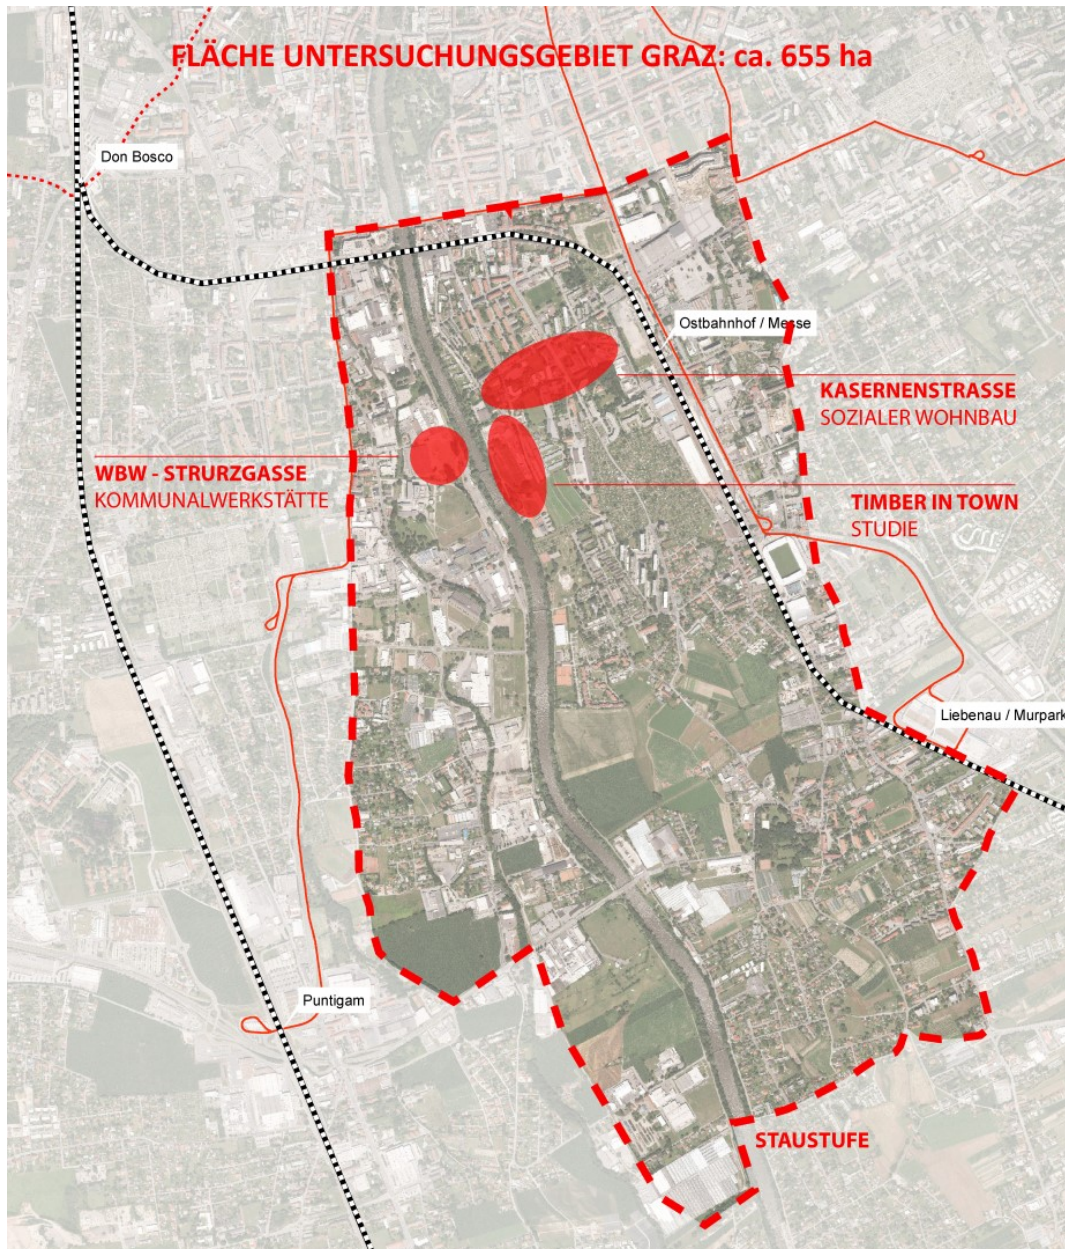 FLÄCHE UNTERSUCHUNGSGEBIET GRAZ: ca. 655 ha
Don Bosco
Ostbahnhof / Messe
KASERNENSTRASSE
SOZIALER WOHNBAU
WBW - STRURZGASSE
KOMMUNALWERKSTÄTTE
TIMBER IN TOWN
STUDIE
Liebenau / Murpark
Puntigam
STAUSTUFE